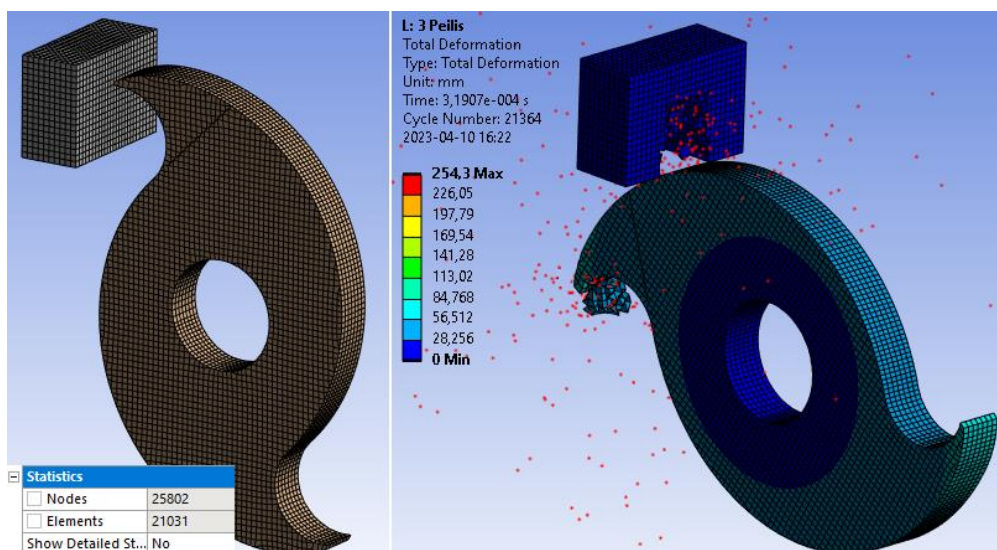 L: 3 Peilis
Total Deformation
Type: Total Deformation
Unit: mm
Time: 3,1907e-004 s
Cycle Number: 21364
2023-04-10 16:22
254,3 Max
226,05
197,79
169,54
141,28
113,02
84,768
56,512
28,256
0 Min
Statistics
Nodes 25802
Elements 21031
Show Detailed St... No